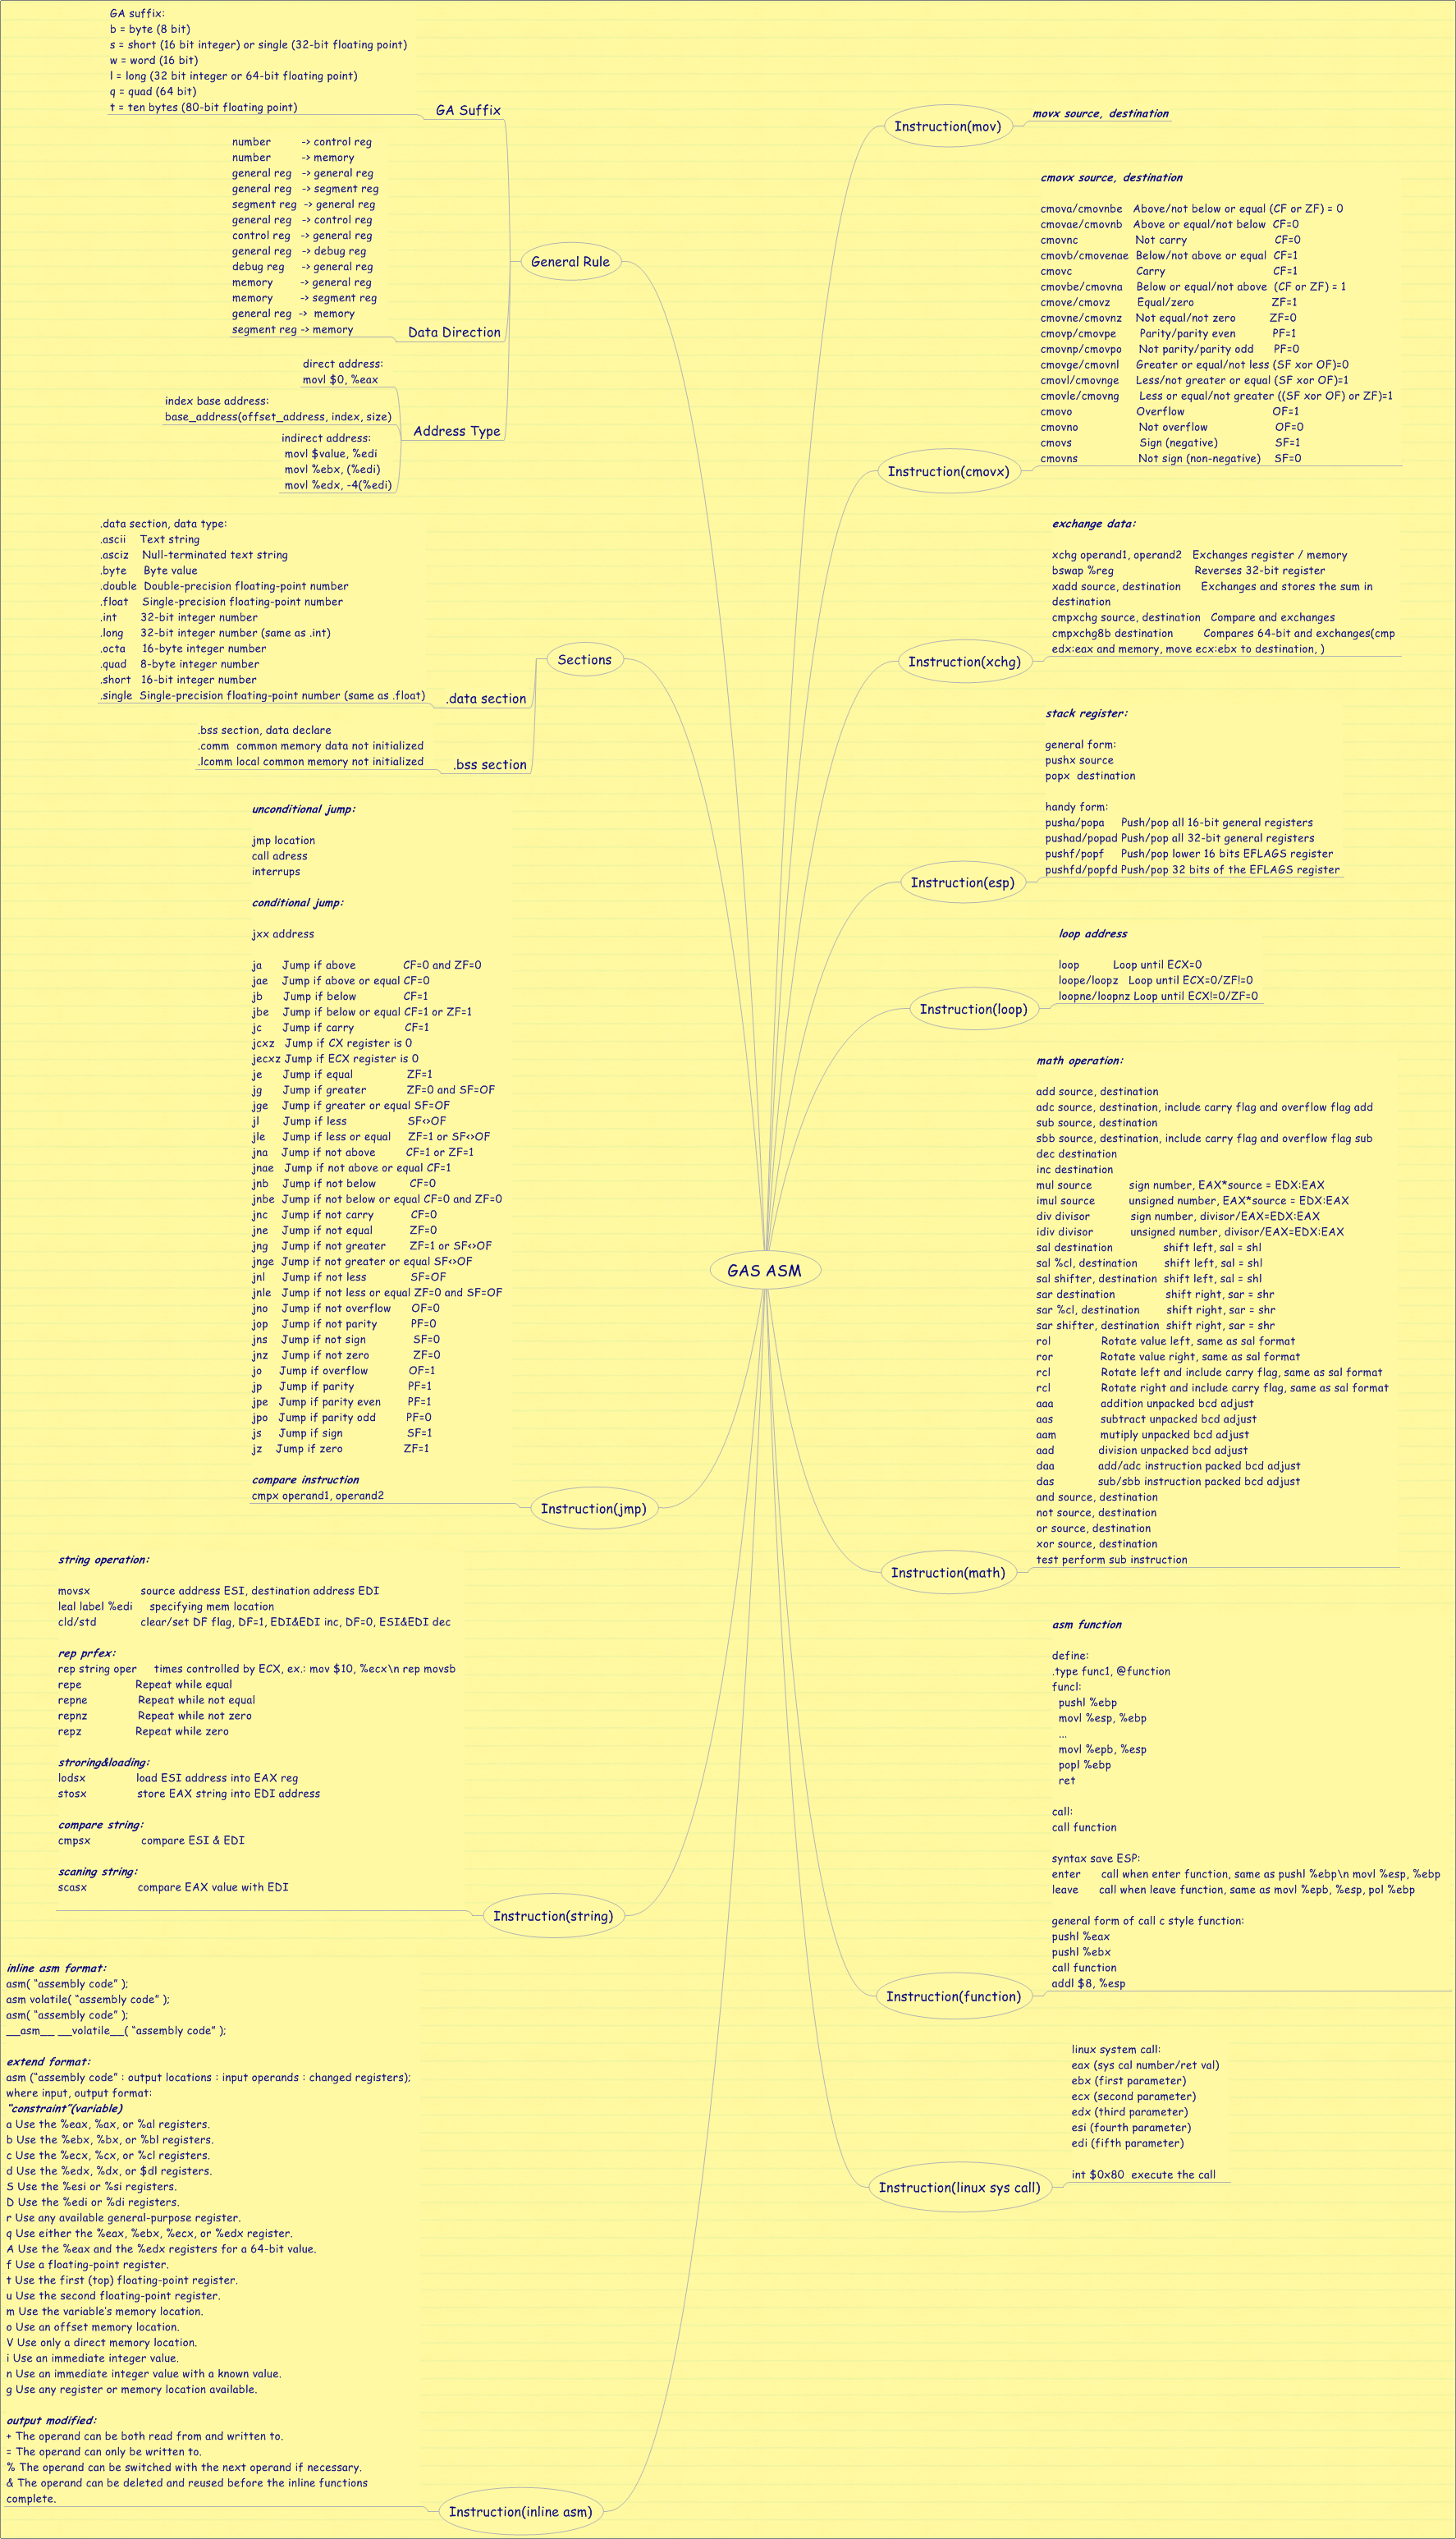 GA suffix:
b = byte (8 bit)
s = short (16 bit integer) or single (32-bit floating point)
w = word (16 bit)
l = long (32 bit integer or 64-bit floating point)
q = quad (64 bit)
t = ten bytes (80-bit floating point)
GA Suffix
number -> control reg
number -> memory
general reg -> general reg
general reg -> segment reg
segment reg -> general reg
general reg -> control reg
control reg -> general reg
general reg -> debug reg
debug reg -> general reg
memory -> general reg
memory -> segment reg
general reg -> memory
segment reg -> memory
Data Direction
General Rule
direct address:
movl $0, %eax
index base address:
base_address(offset_address, index, size)
indirect address:
movl $value, %edi
movl %ebx, (%edi)
movl %edx, -4(%edi)
Address Type
.data section, data type:
.ascii Text string
.asciz Null-terminated text string
.byte Byte value
.double Double-precision floating-point number
.float Single-precision floating-point number
.int 32-bit integer number
.long 32-bit integer number (same as .int)
.octa 16-byte integer number
.quad 8-byte integer number
.short 16-bit integer number
.single Single-precision floating-point number (same as .float)
.data section
Sections
.bss section, data declare
.comm common memory data not initialized
.lcomm local common memory not initialized
.bss section
unconditional jump:
jmp location
call adress
interrups
conditional jump:
jxx address
ja Jump if above CF=0 and ZF=0
jae Jump if above or equal CF=0
jb Jump if below CF=1
jbe Jump if below or equal CF=1 or ZF=1
jc Jump if carry CF=1
jcxz Jump if CX register is 0
jecxz Jump if ECX register is 0
je Jump if equal ZF=1
jg Jump if greater ZF=0 and SF=OF
jge Jump if greater or equal SF=OF
jl Jump if less SF<>OF
jle Jump if less or equal ZF=1 or SF<>OF
jna Jump if not above CF=1 or ZF=1
jnae Jump if not above or equal CF=1
jnb Jump if not below CF=0
jnbe Jump if not below or equal CF=0 and ZF=0
jnc Jump if not carry CF=0
jne Jump if not equal ZF=0
jng Jump if not greater ZF=1 or SF<>OF
jnge Jump if not greater or equal SF<>OF
jnl Jump if not less SF=OF
jnle Jump if not less or equal ZF=0 and SF=OF
jno Jump if not overflow OF=0
jop Jump if not parity PF=0
jns Jump if not sign SF=0
jnz Jump if not zero ZF=0
jo Jump if overflow OF=1
jp Jump if parity PF=1
jpe Jump if parity even PF=1
jpo Jump if parity odd PF=0
js Jump if sign SF=1
jz Jump if zero ZF=1
compare instruction
cmpx operand1, operand2
Instruction(jmp)
string operation:
movsx source address ESI, destination address EDI
leal label %edi specifying mem location
cld/std clear/set DF flag, DF=1, EDI&EDI inc, DF=0, ESI&EDI dec
rep prfex:
rep string oper times controlled by ECX, ex.: mov $10, %ecx\n rep movsb
repe Repeat while equal
repne Repeat while not equal
repnz Repeat while not zero
repz Repeat while zero
stroring&loading:
lodsx load ESI address into EAX reg
stosx store EAX string into EDI address
compare string:
cmpsx compare ESI & EDI
scaning string:
scasx compare EAX value with EDI
Instruction(string)
inline asm format:
asm( "assembly code" );
asm volatile( "assembly code" );
asm( "assembly code" );
__asm__ __volatile__( "assembly code" );
extend format:
asm ("assembly code" : output locations : input operands : changed registers);
where input, output format:
"constraint"(variable)
a Use the %eax, %ax, or %al registers.
b Use the %ebx, %bx, or %bl registers.
c Use the %ecx, %cx, or %cl registers.
d Use the %edx, %dx, or $dl registers.
S Use the %esi or %si registers.
D Use the %edi or %di registers.
r Use any available general-purpose register.
q Use either the %eax, %ebx, %ecx, or %edx register.
A Use the %eax and the %edx registers for a 64-bit value.
f Use a floating-point register.
t Use the first (top) floating-point register.
u Use the second floating-point register.
m Use the variable's memory location.
o Use an offset memory location.
V Use only a direct memory location.
i Use an immediate integer value.
n Use an immediate integer value with a known value.
g Use any register or memory location available.
output modified:
+ The operand can be both read from and written to.
= The operand can only be written to.
% The operand can be switched with the next operand if necessary.
& The operand can be deleted and reused before the inline functions
complete.
Instruction(inline asm)
GAS ASM
Instruction(mov)
movx source, destination
cmovx source, destination
cmova/cmovnbe Above/not below or equal (CF or ZF) = 0
cmovae/cmovnb Above or equal/not below CF=0
cmovnc Not carry CF=0
cmovb/cmovenae Below/not above or equal CF=1
cmovc Carry CF=1
cmovbe/cmovna Below or equal/not above (CF or ZF) = 1
cmove/cmovz Equal/zero ZF=1
cmovne/cmovnz Not equal/not zero ZF=0
cmovp/cmovpe Parity/parity even PF=1
cmovnp/cmovpo Not parity/parity odd PF=0
cmovge/cmovnl Greater or equal/not less (SF xor OF)=0
cmovl/cmovnge Less/not greater or equal (SF xor OF)=1
cmovle/cmovng Less or equal/not greater ((SF xor OF) or ZF)=1
cmovo Overflow OF=1
cmovno Not overflow OF=0
cmovs Sign (negative) SF=1
cmovns Not sign (non-negative) SF=0
Instruction(cmovx)
exchange data:
xchg operand1, operand2 Exchanges register / memory
bswap %reg Reverses 32-bit register
xadd source, destination Exchanges and stores the sum in
destination
cmpxchg source, destination Compare and exchanges
cmpxchg8b destination Compares 64-bit and exchanges(cmp
edx:eax and memory, move ecx:ebx to destination, )
Instruction(xchg)
stack register:
general form:
pushx source
popx destination
handy form:
pusha/popa Push/pop all 16-bit general registers
pushad/popad Push/pop all 32-bit general registers
pushf/popf Push/pop lower 16 bits EFLAGS register
pushfd/popfd Push/pop 32 bits of the EFLAGS register
Instruction(esp)
loop address
loop Loop until ECX=0
loope/loopz Loop until ECX=0/ZF!=0
loopne/loopnz Loop until ECX!=0/ZF=0
Instruction(loop)
math operation:
add source, destination
adc source, destination, include carry flag and overflow flag add
sub source, destination
sbb source, destination, include carry flag and overflow flag sub
dec destination
inc destination
mul source sign number, EAX*source = EDX:EAX
imul source unsigned number, EAX*source = EDX:EAX
div divisor sign number, divisor/EAX=EDX:EAX
idiv divisor unsigned number, divisor/EAX=EDX:EAX
sal destination shift left, sal = shl
sal %cl, destination shift left, sal = shl
sal shifter, destination shift left, sal = shl
sar destination shift right, sar = shr
sar %cl, destination shift right, sar = shr
sar shifter, destination shift right, sar = shr
rol Rotate value left, same as sal format
ror Rotate value right, same as sal format
rcl Rotate left and include carry flag, same as sal format
rcl Rotate right and include carry flag, same as sal format
aaa addition unpacked bcd adjust
aas subtract unpacked bcd adjust
aam mutiply unpacked bcd adjust
aad division unpacked bcd adjust
daa add/adc instruction packed bcd adjust
das sub/sbb instruction packed bcd adjust
and source, destination
not source, destination
or source, destination
xor source, destination
test perform sub instruction
Instruction(math)
asm function
define:
.type func1, @function
funcl:
pushl %ebp
movl %esp, %ebp
...
movl %epb, %esp
popl %ebp
ret
call:
call function
syntax save ESP:
enter call when enter function, same as pushl %ebp\n movl %esp, %ebp
leave call when leave function, same as movl %epb, %esp, pol %ebp
general form of call c style function:
pushl %eax
pushl %ebx
call function
addl $8, %esp
Instruction(function)
linux system call:
eax (sys cal number/ret val)
ebx (first parameter)
ecx (second parameter)
edx (third parameter)
esi (fourth parameter)
edi (fifth parameter)
int $0x80 execute the call
Instruction(linux sys call)